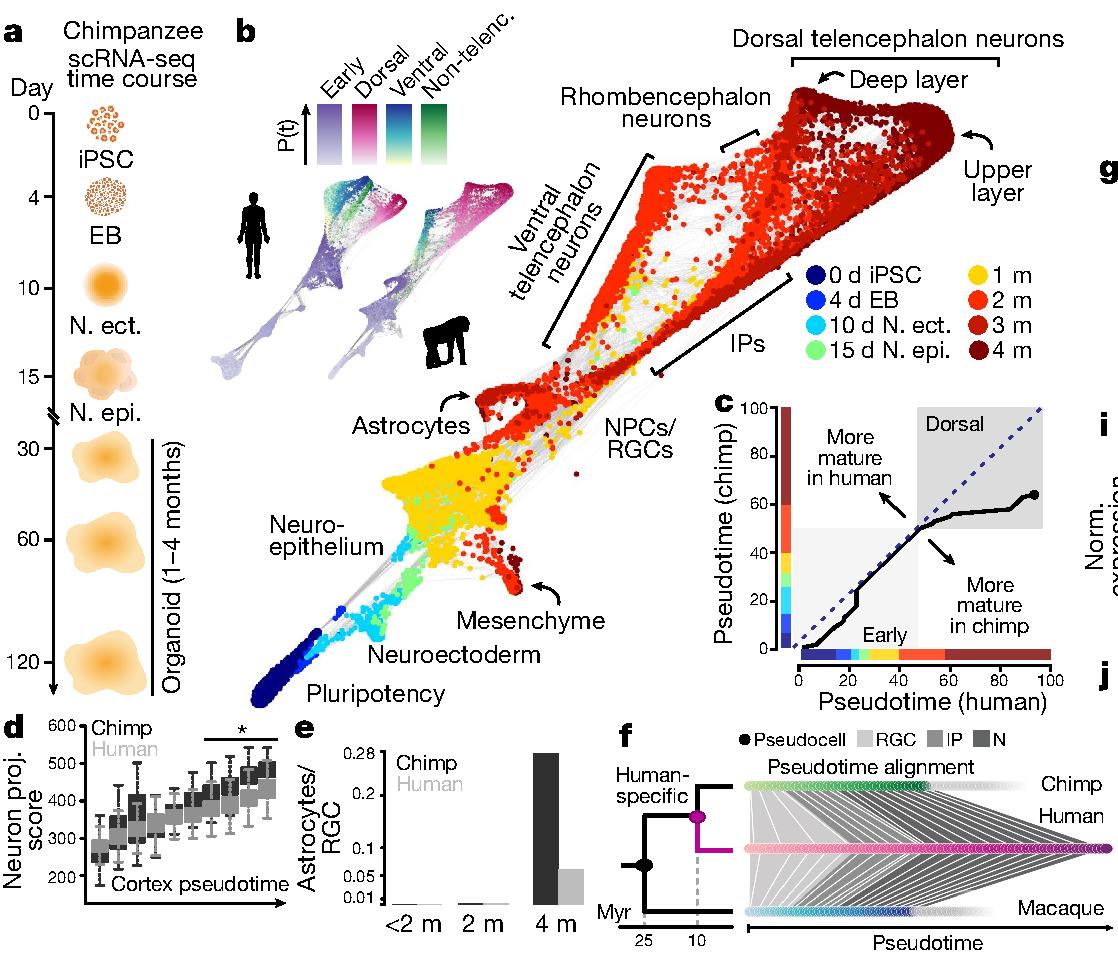 a
Chimpanzee
scRNA-seq
time course
Day
0
iPSC
4
EB
10
N. ect.
15
N. epi.
30
60
120
Organoid (1–4 months)
b
P(t)
Early
Dorsal
Ventral
Non-telenc.
Dorsal telencephalon neurons
Deep layer
Rhombencephalon
neurons
Upper
layer
Ventral
telencephalon
neurons
0 d iPSC
4 d EB
10 d N. ect.
15 d N. epi.
1 m
2 m
3 m
4 m
IPs
Astrocytes
NPCs/
RGCs
Neuro-
epithelium
Mesenchyme
Neuroectoderm
Pluripotency
c
Pseudotime (chimp)
100
80
60
40
20
0
Dorsal
More
mature
in human
More
mature
in chimp
Early
0
20
40
60
80
100
Pseudotime (human)
g
i
Norm.
expression
j
d
Neuron proj.
score
600
500
400
300
200
Chimp
Human
*
Cortex pseudotime
e
Astrocytes/
RGC
0.28
0.2
0.1
0.05
0.01
Chimp
Human
<2 m
2 m
4 m
f
Pseudocell
RGC
IP
N
Pseudotime alignment
Human-
specific
Chimp
Human
Macaque
Myr
25
10
Pseudotime